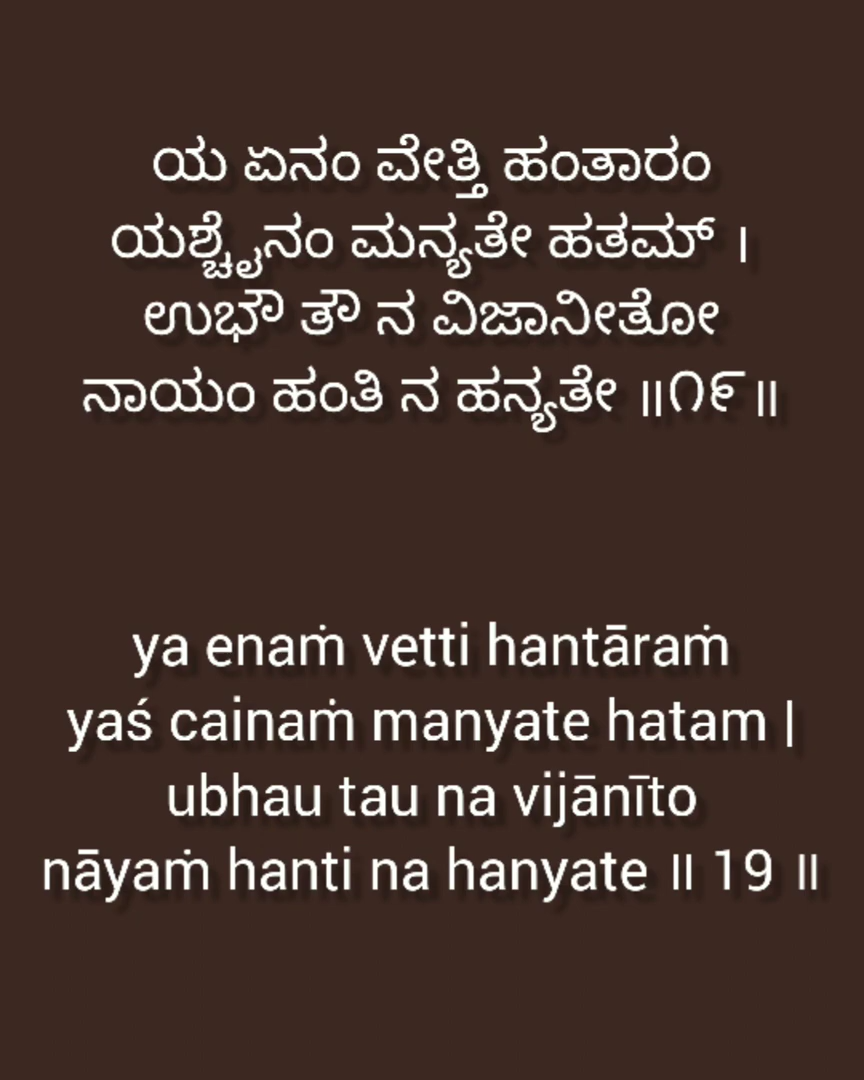 ಯ ಏನಂ ವೇತ್ತಿ ಹಂತಾರಂ
ಯಶ್ಚೈನಂ ಮನ್ಯತೇ ಹತಮ್ ।
ಉಭೌ ತೌ ನ ವಿಜಾನೀತೋ
ನಾಯಂ ಹಂತಿ ನ ಹನ್ಯತೇ ॥೧೯॥
ya enaṁ vetti hantāraṁ
yaś cainaṁ manyate hatam |
ubhau tau na vijānīto
nāyaṁ hanti na hanyate ॥ 19 ॥